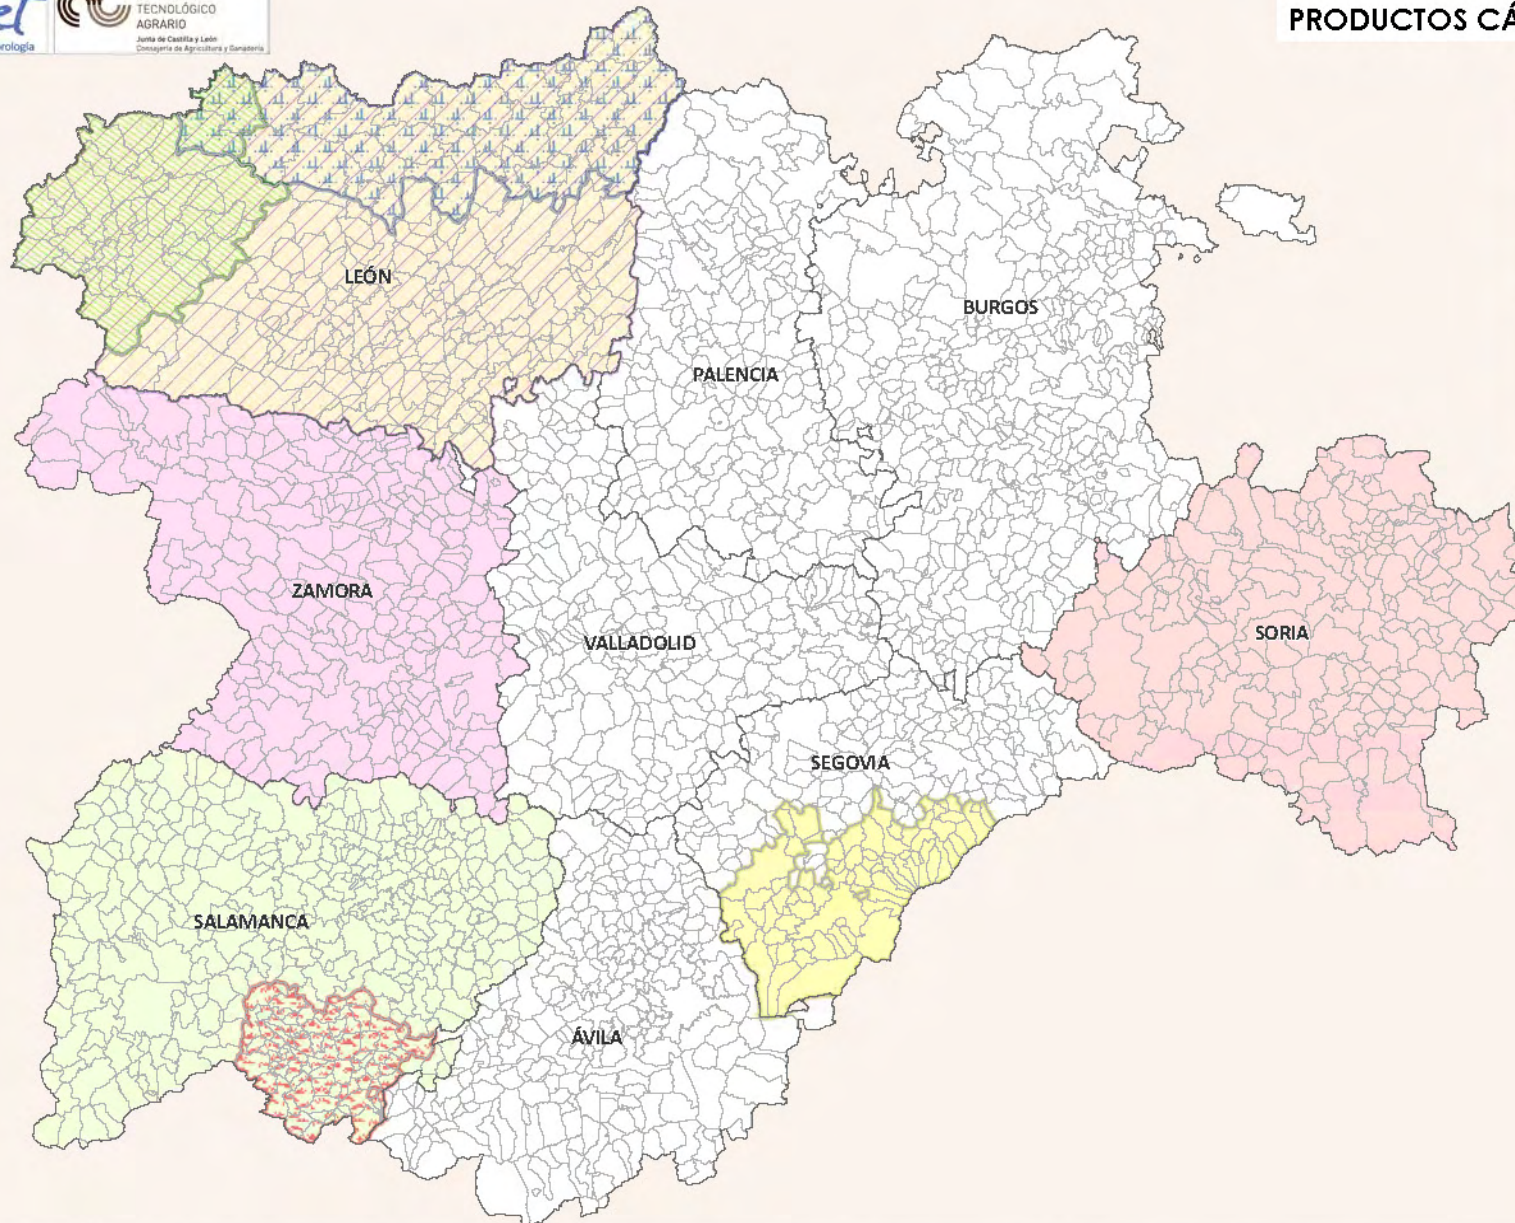 TECNOLÓGICO
AGRARIO
Junta de Castilla y León
Consejería de Agricultura y Ganadería
PRODUCTOS CÁ
LEÓN
BURGOS
PALENCIA
ZAMORA
VALLADOLID
SORIA
SEGOVIA
SALAMANCA
ÁVILA